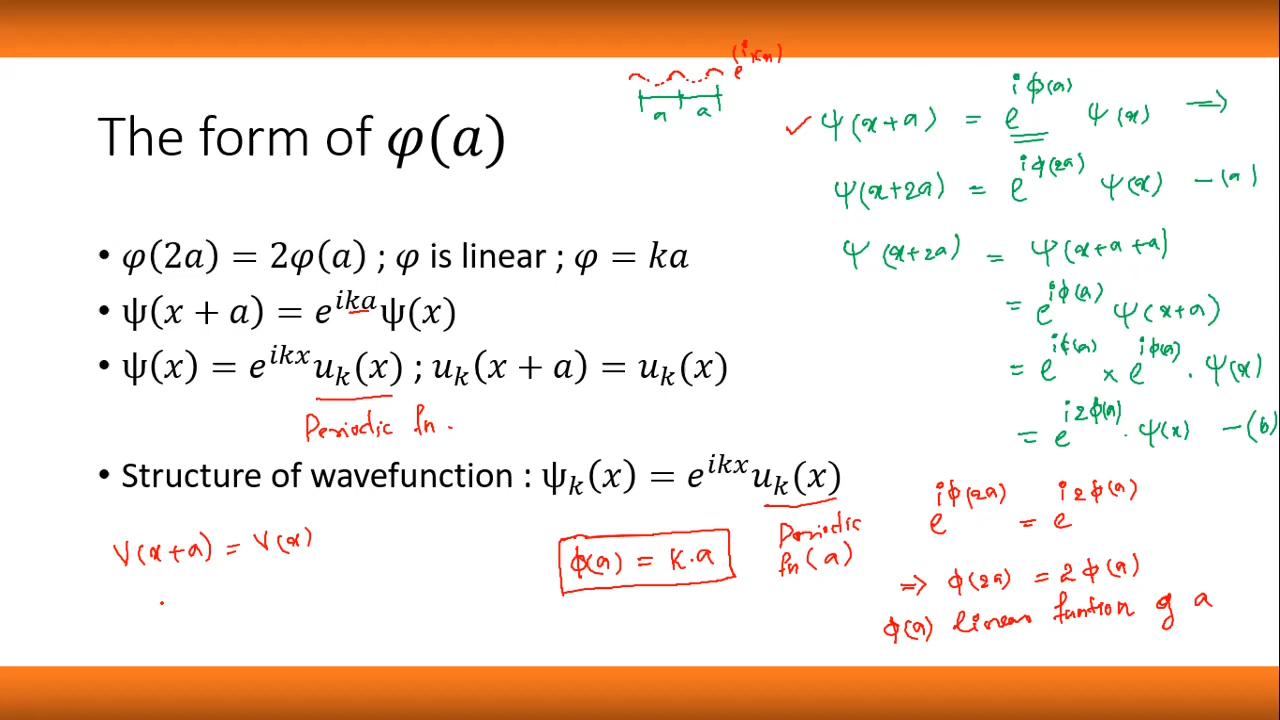 The form of φ(a)
• φ(2a) = 2φ(a) ; φ is linear ; φ = ka
• ψ(x + a) = e^{ika}ψ(x)
• ψ(x) = e^{ikx}u_k(x) ; u_k(x + a) = u_k(x)
Periodic fn.
• Structure of wavefunction : ψ_k(x) = e^{ikx}u_k(x)
Periodic
fn (a)
V(x+a) = V(x)
ϕ(a) = K.a
a a e^{(ika)}
✓ ψ(x+a) = e^{iϕ(a)} ψ(x) ⇒
ψ(x+2a) = e^{iϕ(2a)} ψ(x) –(a)
ψ(x+2a) = ψ(x+a+a)
= e^{iϕ(a)} ψ(x+a)
= e^{iϕ(a)} × e^{iϕ(a)} . ψ(x)
= e^{i2ϕ(a)} . ψ(x) –(b)
e^{iϕ(2a)} = e^{i2ϕ(a)}
⇒ ϕ(2a) = 2ϕ(a)
ϕ(a) linear funtion of a